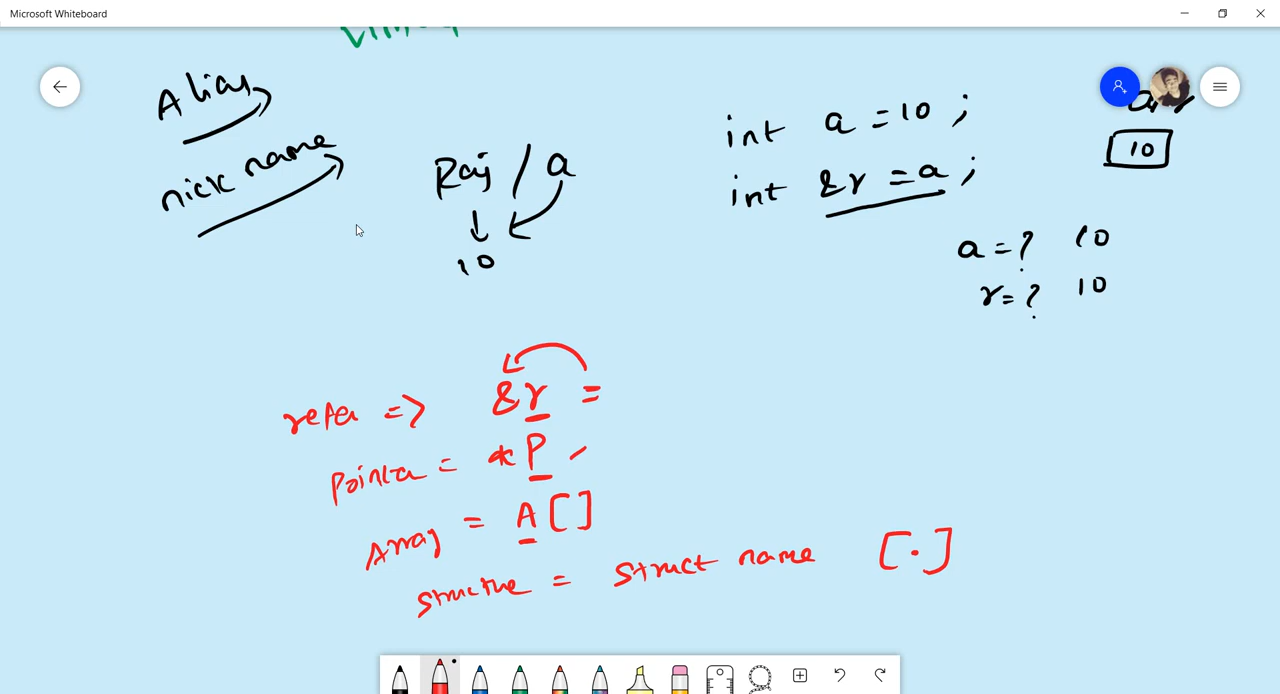 Microsoft Whiteboard
Alias
nick name
Raj / a
10
int a = 10 ;
int &r = a ;
10
a = ? 10
r = ? 10
refer => &r =
Pointer = *P
Array = A[]
structure = struct name [.]